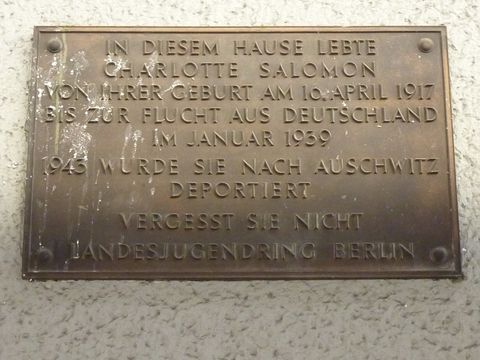 IN DIESEM HAUSE LEBTE
CHARLOTTE SALOMON
VON IHRER GEBURT AM 16. APRIL 1917
BIS ZUR FLUCHT AUS DEUTSCHLAND
IM JANUAR 1939
1943 WURDE SIE NACH AUSCHWITZ
DEPORTIERT
VERGESST SIE NICHT
LANDESJUGENDRING BERLIN